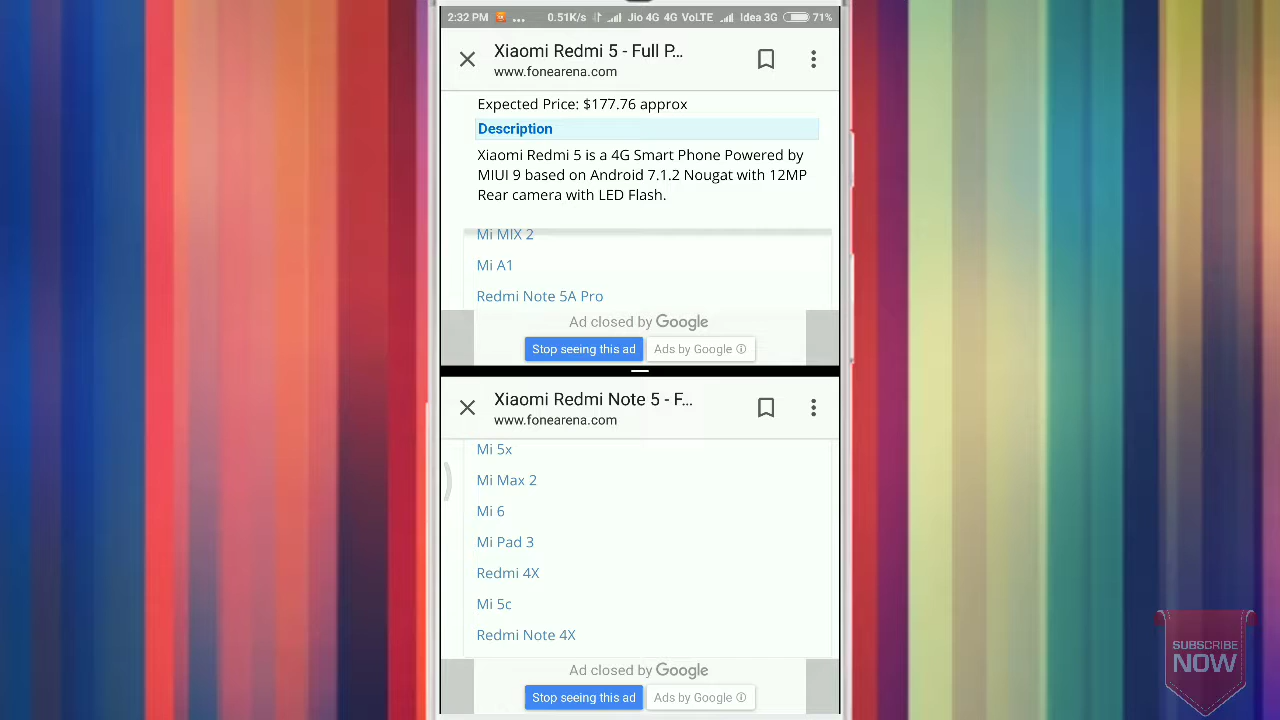 2:32 PM ... 0.51K/s Jio 4G 4G VoLTE Idea 3G 71%
Xiaomi Redmi 5 - Full P...
www.fonearena.com
Expected Price: $177.76 approx
Description
Xiaomi Redmi 5 is a 4G Smart Phone Powered by
MIUI 9 based on Android 7.1.2 Nougat with 12MP
Rear camera with LED Flash.
Mi MIX 2
Mi A1
Redmi Note 5A Pro
Ad closed by Google
Stop seeing this ad Ads by Google
Xiaomi Redmi Note 5 - F...
www.fonearena.com
Mi 5x
Mi Max 2
Mi 6
Mi Pad 3
Redmi 4X
Mi 5c
Redmi Note 4X
Ad closed by Google
Stop seeing this ad Ads by Google
SUBSCRIBE
NOW